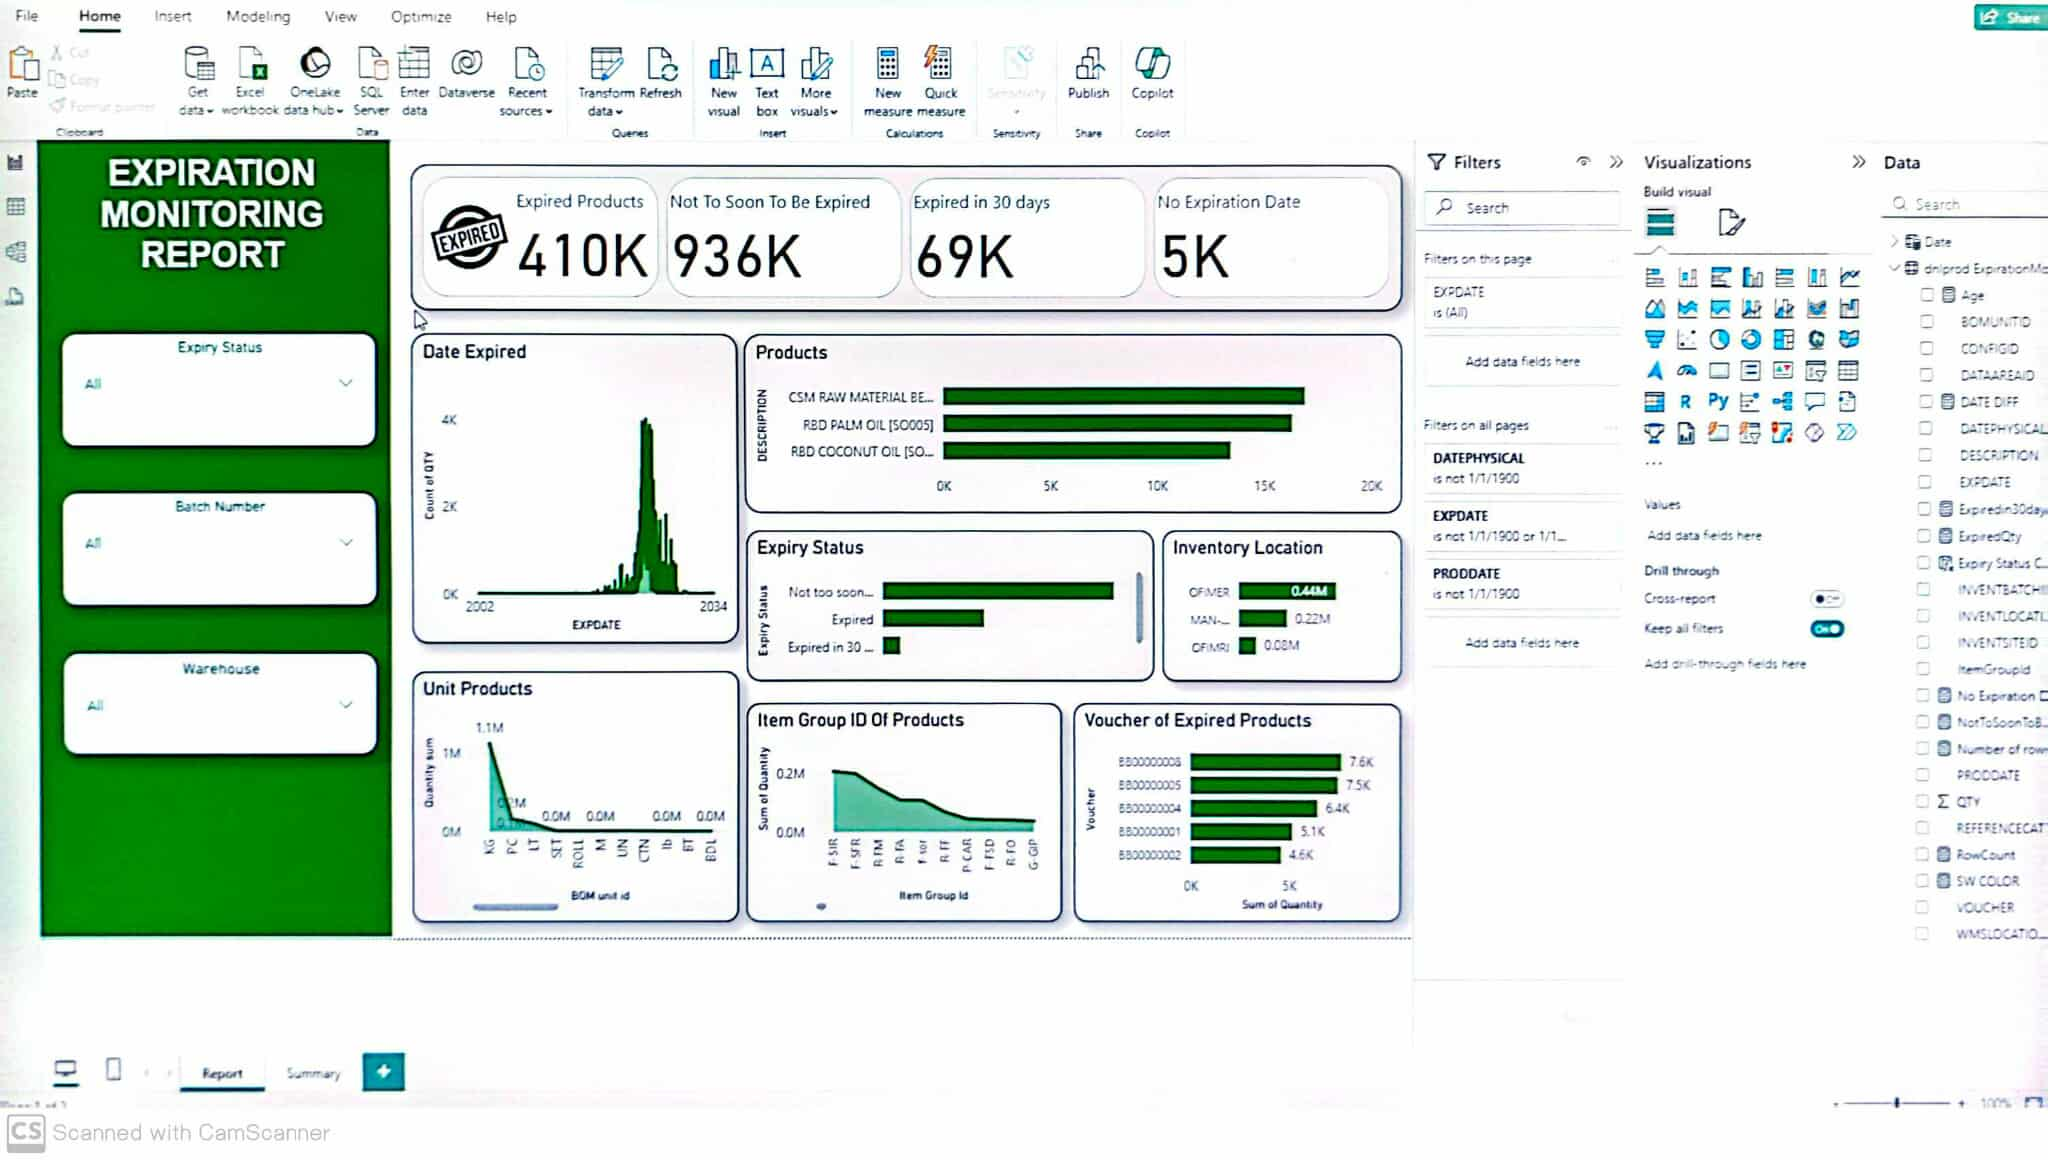 File Home Insert Modeling View Optimize Help
Share
Paste
Cut
Copy
Format painter
Clipboard
Get data
Excel workbook
OneLake data hub
SQL Server
Enter data
Dataverse
Recent sources
Data
Transform data
Refresh
Queries
New visual
Text box
More visuals
Insert
New measure
Quick measure
Calculations
Sensitivity
Sensitivity
Publish
Share
Copilot
Copilot
EXPIRATION
MONITORING
REPORT
Expiry Status
All
Batch Number
All
Warehouse
All
EXPIRED
Expired Products
410K
Not To Soon To Be Expired
936K
Expired in 30 days
69K
No Expiration Date
5K
Date Expired
Count of QTY
4K
2K
0K
2002
2034
EXPDATE
Products
DESCRIPTION
CSM RAW MATERIAL BE...
RBD PALM OIL [SO005]
RBD COCONUT OIL [SO...
0K 5K 10K 15K 20K
Expiry Status
Expiry Status
Not too soon...
Expired
Expired in 30 ...
Inventory Location
OFIMER 0.44M
MAN-... 0.22M
OFIMRI 0.08M
Unit Products
Quantity sum
1M
0M
1.1M
0.2M
0.0M 0.0M 0.0M 0.0M
KG PC LT SET ROLL M UN CTN lb BT BDL
BOM unit id
Item Group ID Of Products
Sum of Quantity
0.2M
0.0M
F-SIR F-SFR R-FA R-FF P-CAR F-FSD R-FO G-GIP
Item Group Id
Voucher of Expired Products
Voucher
BB00000008 7.6K
BB00000005 7.5K
BB00000004 6.4K
BB00000001 5.1K
BB00000002 4.6K
0K 5K
Sum of Quantity
Filters
Search
Filters on this page
EXPDATE
is (All)
Add data fields here
Filters on all pages
DATEPHYSICAL
is not 1/1/1900
EXPDATE
is not 1/1/1900 or 1/1...
PRODDATE
is not 1/1/1900
Add data fields here
Visualizations
Build visual
R Py
Values
Add data fields here
Drill through
Cross-report
Off
Keep all filters
On
Add drill-through fields here
Data
Search
Date
dnlprod ExpirationMo
Age
BOMUNITID
CONFIGID
DATAAREAID
DATE DIFF
DATEPHYSICAL
DESCRIPTION
EXPDATE
Expiredin30day
ExpiredQty
Expiry Status C...
INVENTBATCHI
INVENTLOCATI
INVENTSITEID
ItemGroupId
No Expiration D
NotToSoonToB...
Number of row
PRODDATE
QTY
REFERENCECAT
RowCount
SW COLOR
VOUCHER
WMSLOCATIO...
Report Summary
100%
CS Scanned with CamScanner